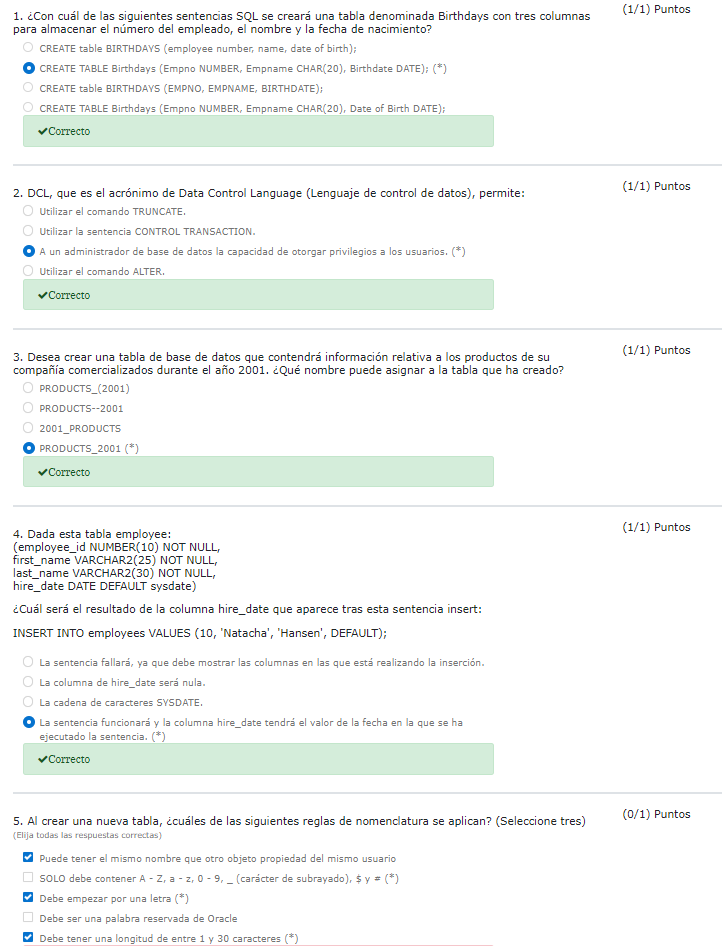 1. ¿Con cuál de las siguientes sentencias SQL se creará una tabla denominada Birthdays con tres columnas
para almacenar el número del empleado, el nombre y la fecha de nacimiento?
(1/1) Puntos
CREATE table BIRTHDAYS (employee number, name, date of birth);
CREATE TABLE Birthdays (Empno NUMBER, Empname CHAR(20), Birthdate DATE); (*)
CREATE table BIRTHDAYS (EMPNO, EMPNAME, BIRTHDATE);
CREATE TABLE Birthdays (Empno NUMBER, Empname CHAR(20), Date of Birth DATE);
✔Correcto
2. DCL, que es el acrónimo de Data Control Language (Lenguaje de control de datos), permite:
(1/1) Puntos
Utilizar el comando TRUNCATE.
Utilizar la sentencia CONTROL TRANSACTION.
A un administrador de base de datos la capacidad de otorgar privilegios a los usuarios. (*)
Utilizar el comando ALTER.
✔Correcto
3. Desea crear una tabla de base de datos que contendrá información relativa a los productos de su
compañía comercializados durante el año 2001. ¿Qué nombre puede asignar a la tabla que ha creado?
(1/1) Puntos
PRODUCTS_(2001)
PRODUCTS--2001
2001_PRODUCTS
PRODUCTS_2001 (*)
✔Correcto
4. Dada esta tabla employee:
(1/1) Puntos
(employee_id NUMBER(10) NOT NULL,
first_name VARCHAR2(25) NOT NULL,
last_name VARCHAR2(30) NOT NULL,
hire_date DATE DEFAULT sysdate)
¿Cuál será el resultado de la columna hire_date que aparece tras esta sentencia insert:
INSERT INTO employees VALUES (10, 'Natacha', 'Hansen', DEFAULT);
La sentencia fallará, ya que debe mostrar las columnas en las que está realizando la inserción.
La columna de hire_date será nula.
La cadena de caracteres SYSDATE.
La sentencia funcionará y la columna hire_date tendrá el valor de la fecha en la que se ha
ejecutado la sentencia. (*)
✔Correcto
5. Al crear una nueva tabla, ¿cuáles de las siguientes reglas de nomenclatura se aplican? (Seleccione tres)
(0/1) Puntos
(Elija todas las respuestas correctas)
Puede tener el mismo nombre que otro objeto propiedad del mismo usuario
SOLO debe contener A - Z, a - z, 0 - 9, _ (carácter de subrayado), $ y # (*)
Debe empezar por una letra (*)
Debe ser una palabra reservada de Oracle
Debe tener una longitud de entre 1 y 30 caracteres (*)